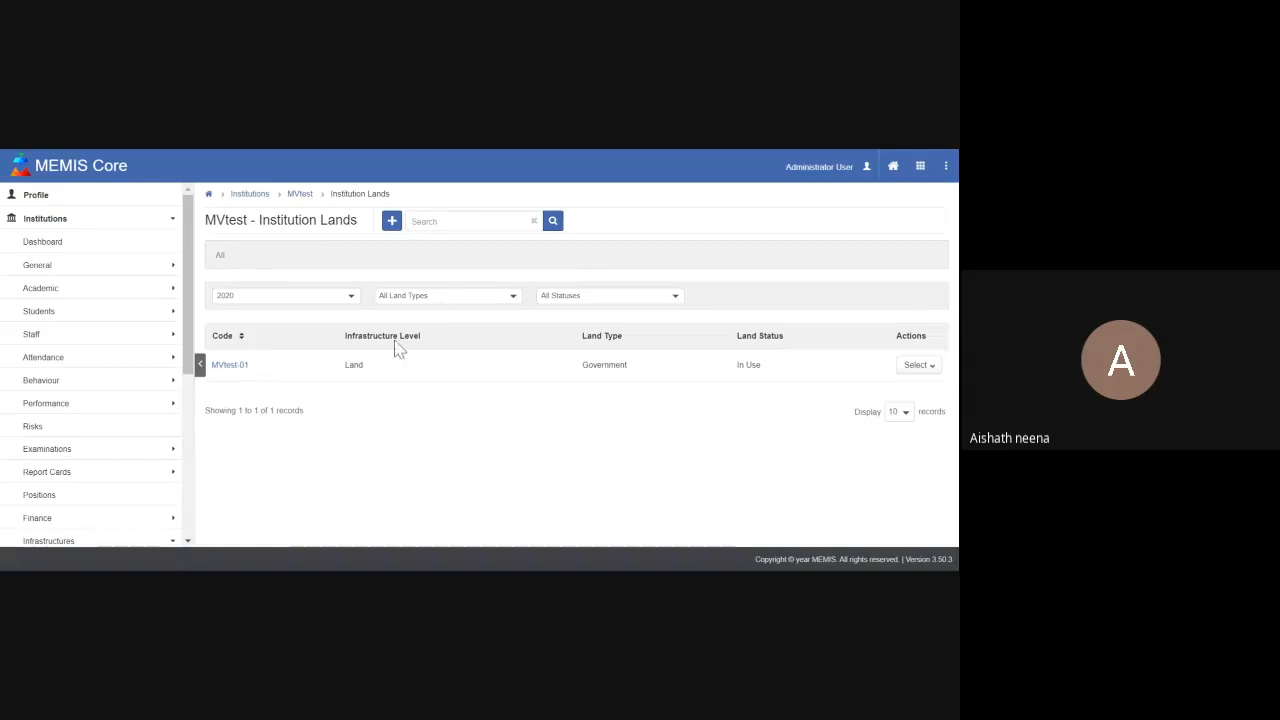 MEMIS Core
Administrator User
Profile
Institutions
Dashboard
General
Academic
Students
Staff
Attendance
Behaviour
Performance
Risks
Examinations
Report Cards
Positions
Finance
Infrastructures
Institutions > MVtest > Institution Lands
MVtest - Institution Lands
Search
All
2020 All Land Types All Statuses
Code Infrastructure Level Land Type Land Status Actions
MVtest-01 Land Government In Use Select
Showing 1 to 1 of 1 records
Display 10 records
Copyright © year MEMIS. All rights reserved. | Version 3.50.3
A
Aishath neena